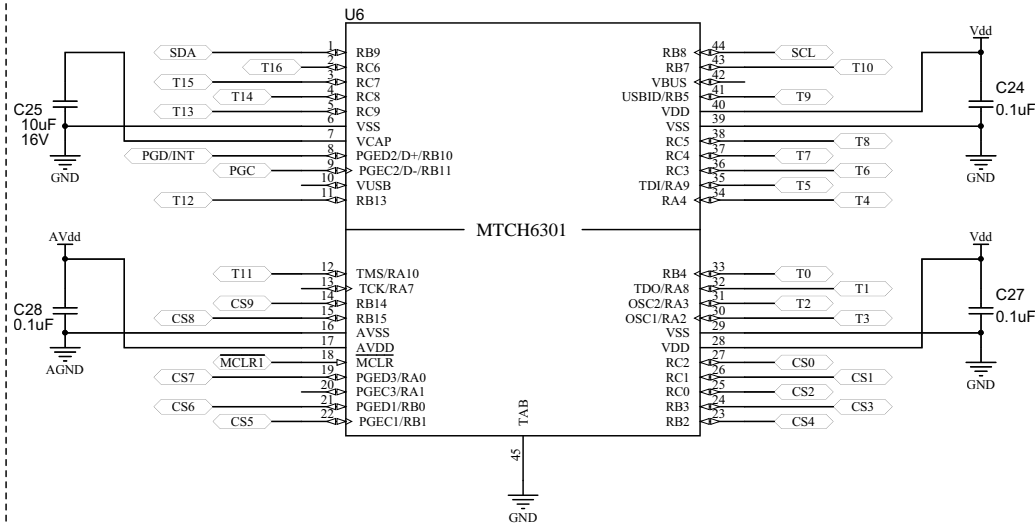 U6
SDA 1 RB9 RB8 44 SCL
T16 2 RC6 RB7 43 T10
T15 3 RC7 VBUS 42
T14 4 RC8 USBID/RB5 41 T9
T13 5 RC9 VDD 40
6 VSS VSS 39
7 VCAP RC5 38 T8
PGD/INT 8 PGED2/D+/RB10 RC4 37 T7
PGC 9 PGEC2/D-/RB11 RC3 36 T6
10 VUSB TDI/RA9 35 T5
T12 11 RB13 RA4 34 T4
C25
10uF
16V
GND
Vdd
C24
0.1uF
GND
MTCH6301
T11 12 TMS/RA10 RB4 33 T0
13 TCK/RA7 TDO/RA8 32 T1
CS9 14 RB14 OSC2/RA3 31 T2
CS8 15 RB15 OSC1/RA2 30 T3
16 AVSS VSS 29
17 AVDD VDD 28
MCLR1 18 MCLR RC2 27 CS0
CS7 19 PGED3/RA0 RC1 26 CS1
20 PGEC3/RA1 RC0 25 CS2
CS6 21 PGED1/RB0 RB3 24 CS3
CS5 22 PGEC1/RB1 RB2 23 CS4
AVdd
C28
0.1uF
AGND
Vdd
C27
0.1uF
GND
TAB
45
GND